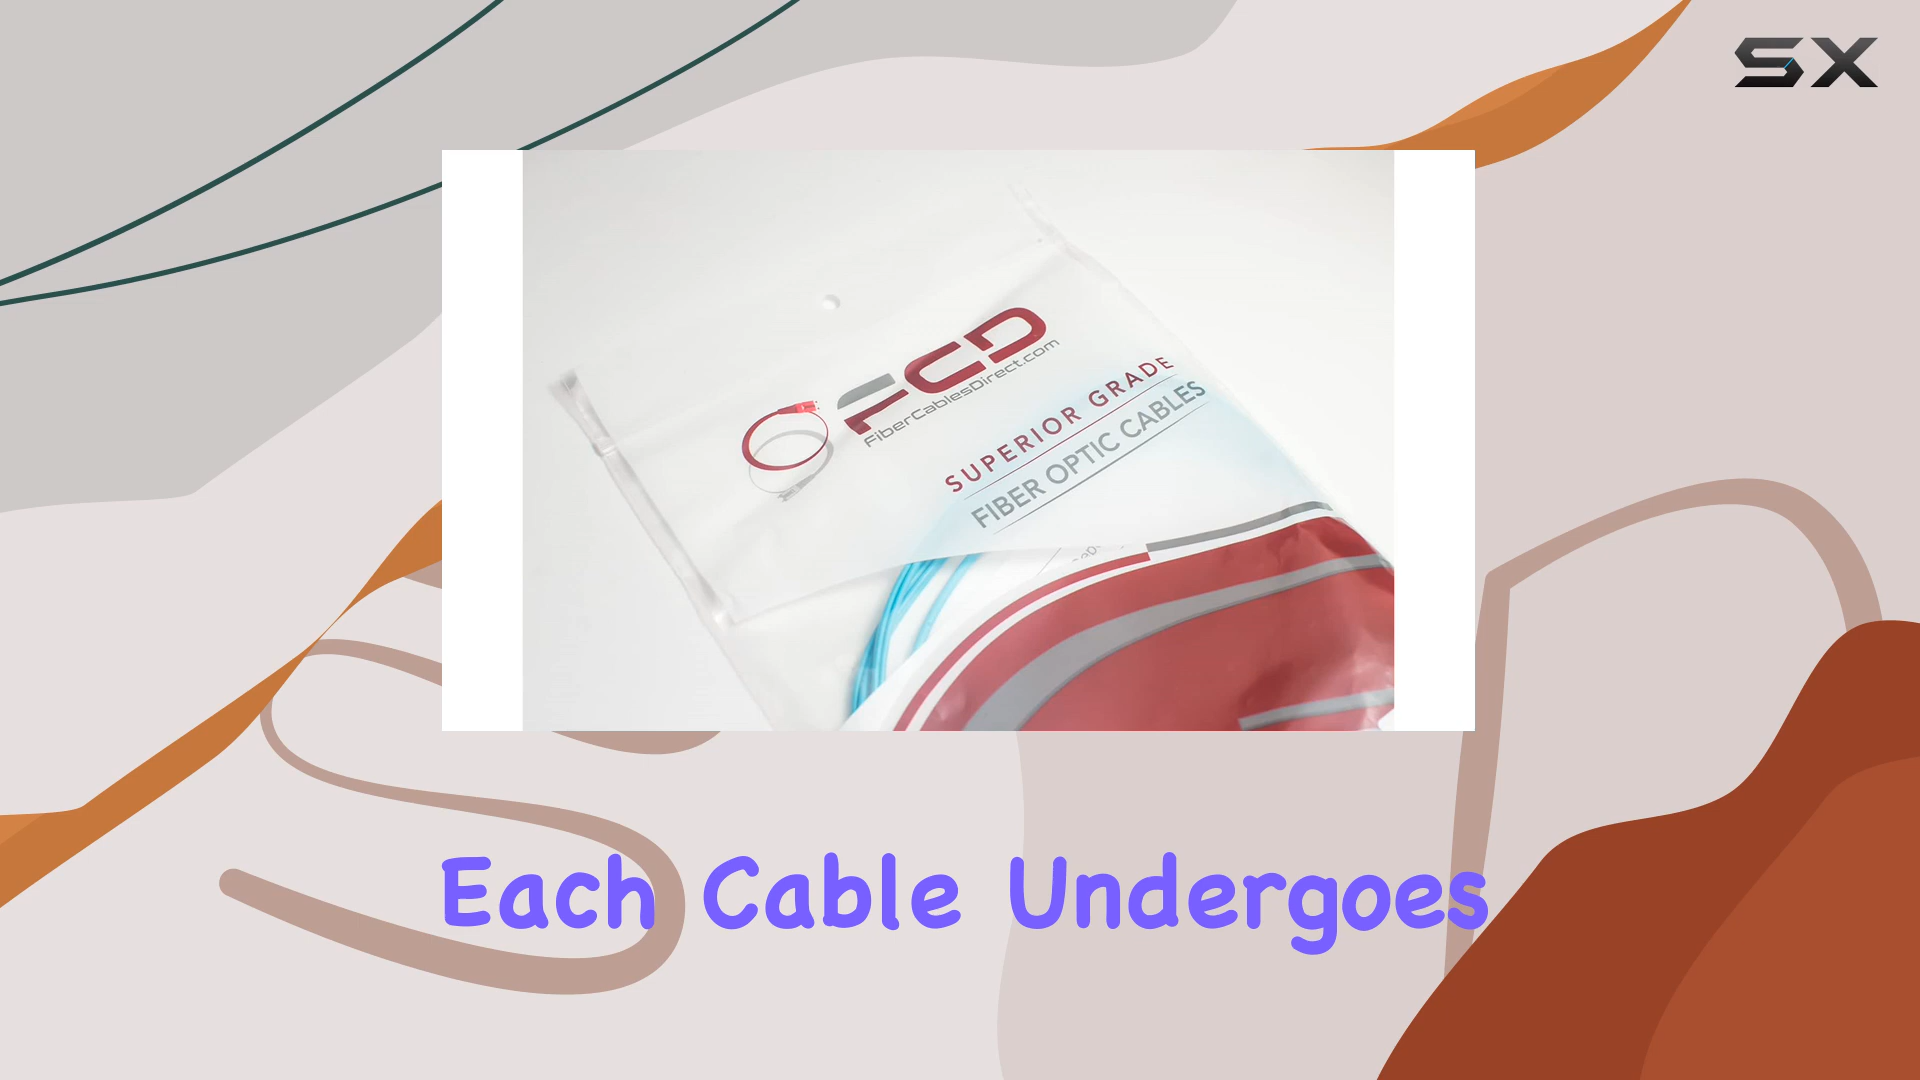 SX
FCD
FiberCablesDirect.com
SUPERIOR GRADE
FIBER OPTIC CABLES
Each Cable Undergoes